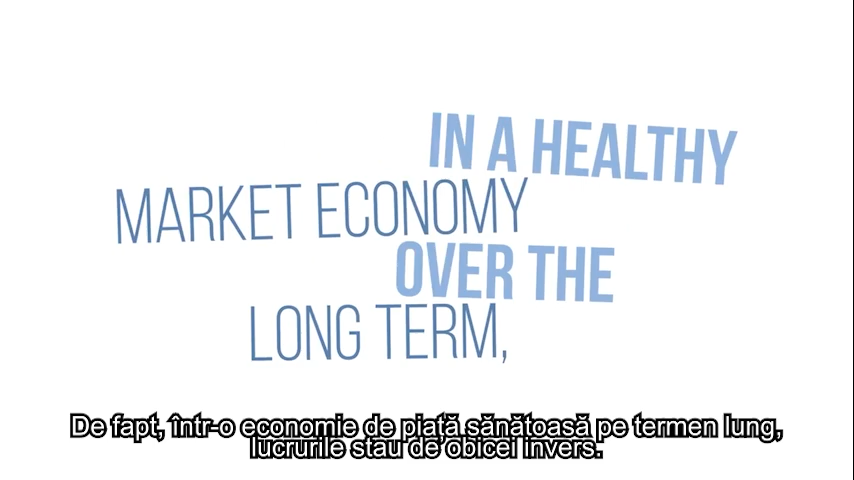 IN A HEALTHY
MARKET ECONOMY
OVER THE
LONG TERM,
De fapt, într-o economie de piață sănătoasă pe termen lung,
lucrurile stau de obicei invers.